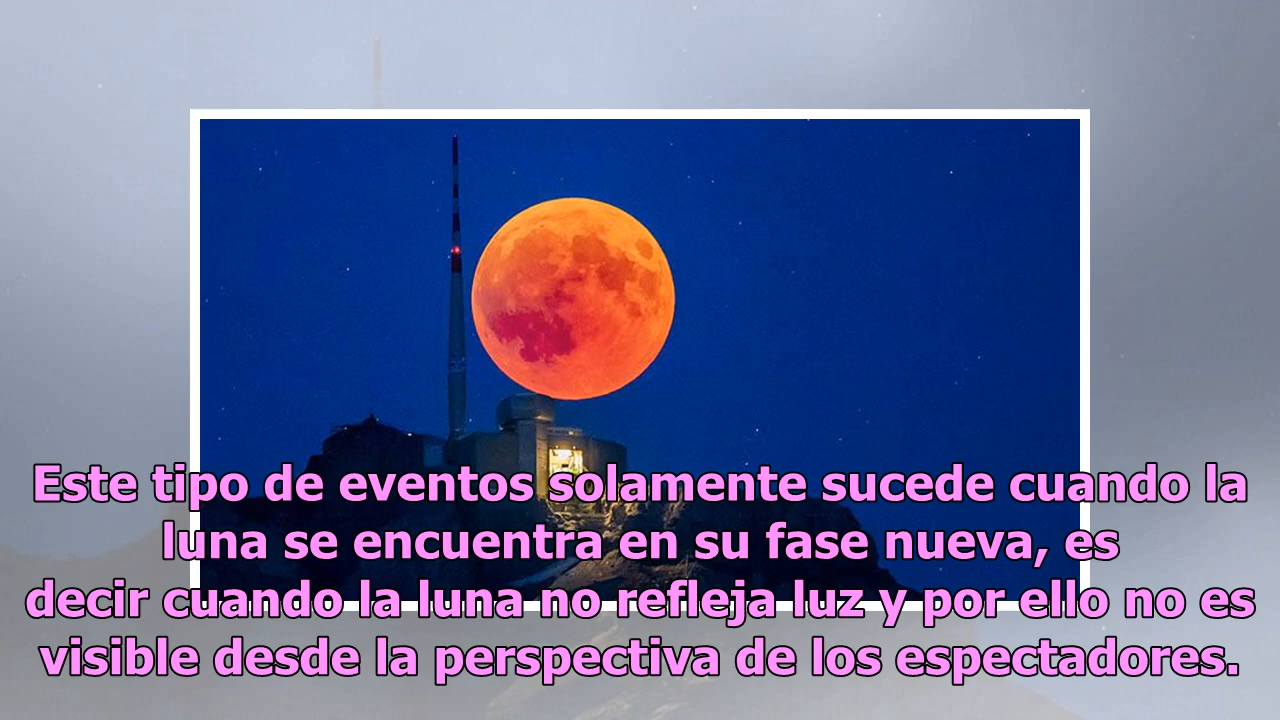 Este tipo de eventos solamente sucede cuando la
luna se encuentra en su fase nueva, es
decir cuando la luna no refleja luz y por ello no es
visible desde la perspectiva de los espectadores.